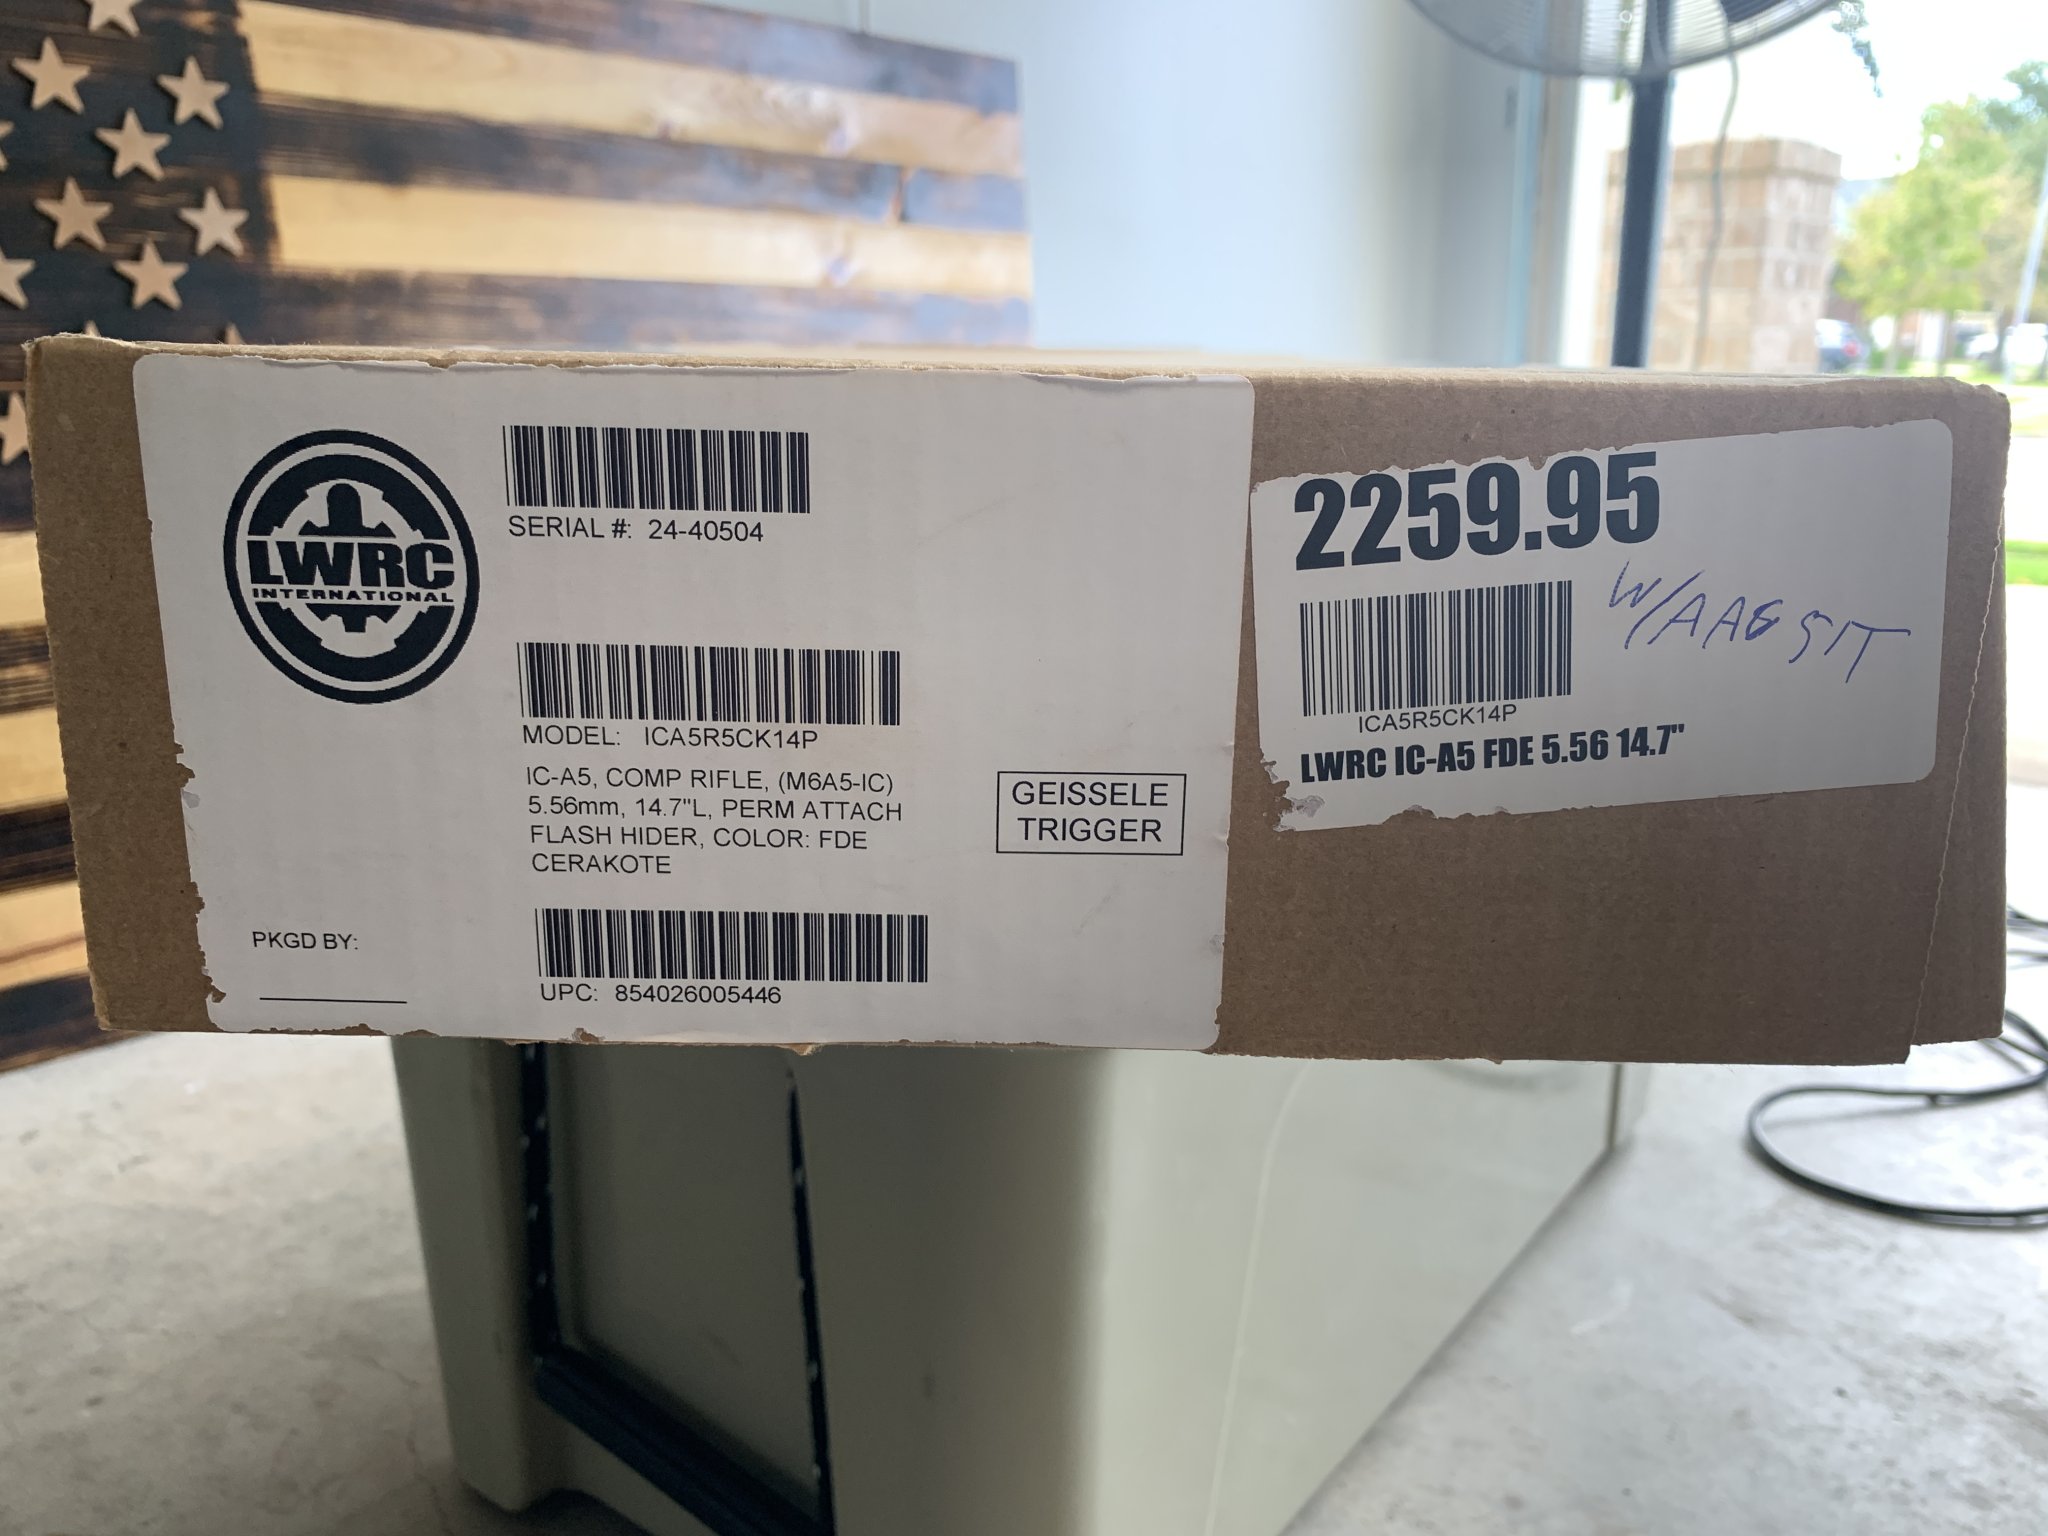 LWRC
INTERNATIONAL
SERIAL #: 24-40504
MODEL: ICA5R5CK14P
IC-A5, COMP RIFLE, (M6A5-IC)
5.56mm, 14.7"L, PERM ATTACH
FLASH HIDER, COLOR: FDE
CERAKOTE
GEISSELE
TRIGGER
PKGD BY:
UPC: 854026005446
2259.95
ICA5R5CK14P
LWRC IC-A5 FDE 5.56 14.7"